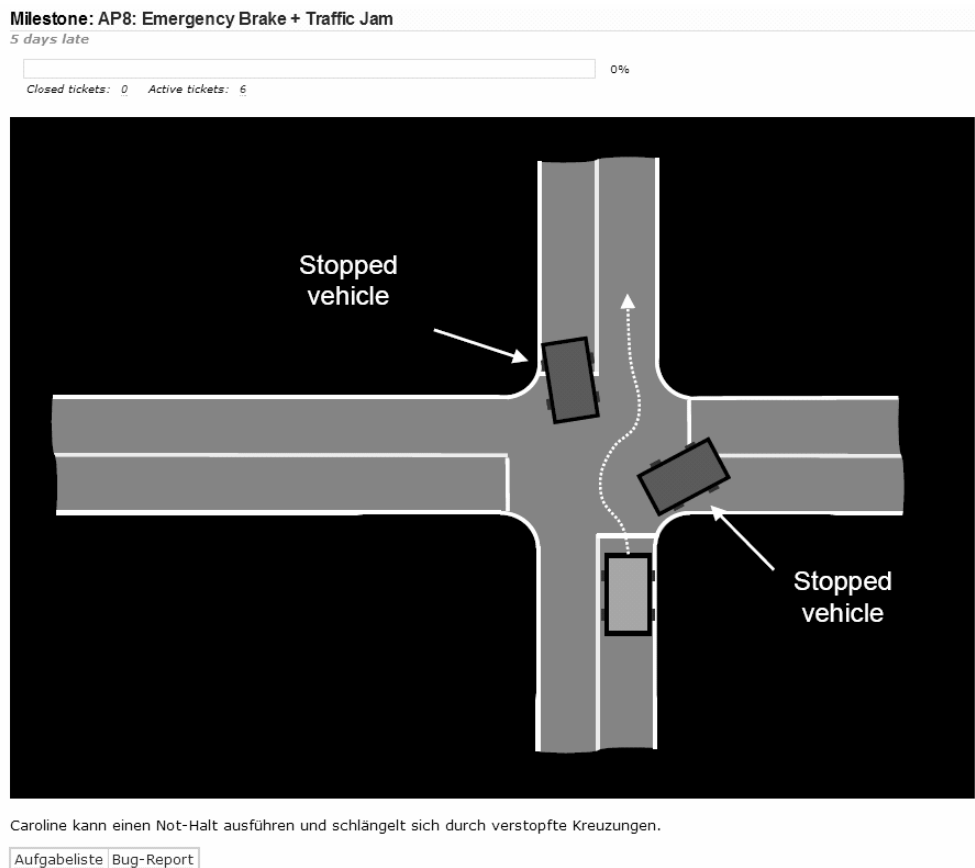 Milestone: AP8: Emergency Brake + Traffic Jam
5 days late
0%
Closed tickets: 0 Active tickets: 6
Stopped
vehicle
Stopped
vehicle
Caroline kann einen Not-Halt ausführen und schlängelt sich durch verstopfte Kreuzungen.
Aufgabeliste Bug-Report